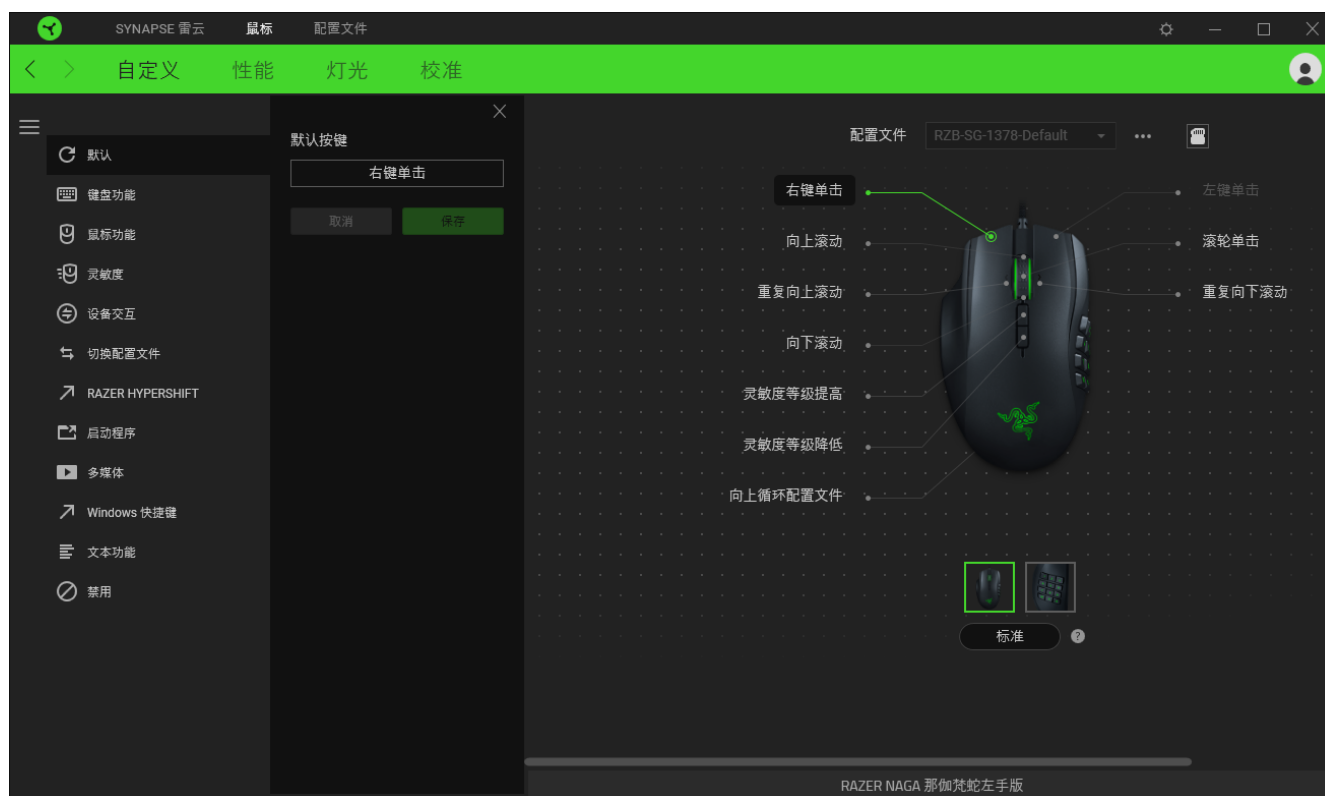 SYNAPSE 雷云 鼠标 配置文件
自定义 性能 灯光 校准
默认
键盘功能
鼠标功能
灵敏度
设备交互
切换配置文件
RAZER HYPERSHIFT
启动程序
多媒体
Windows 快捷键
文本功能
禁用
默认按键
右键单击
取消 保存
配置文件 RZB-SG-1378-Default
右键单击
向上滚动
重复向上滚动
向下滚动
灵敏度等级提高
灵敏度等级降低
向上循环配置文件
左键单击
滚轮单击
重复向下滚动
标准 ?
RAZER NAGA 那伽梵蛇左手版